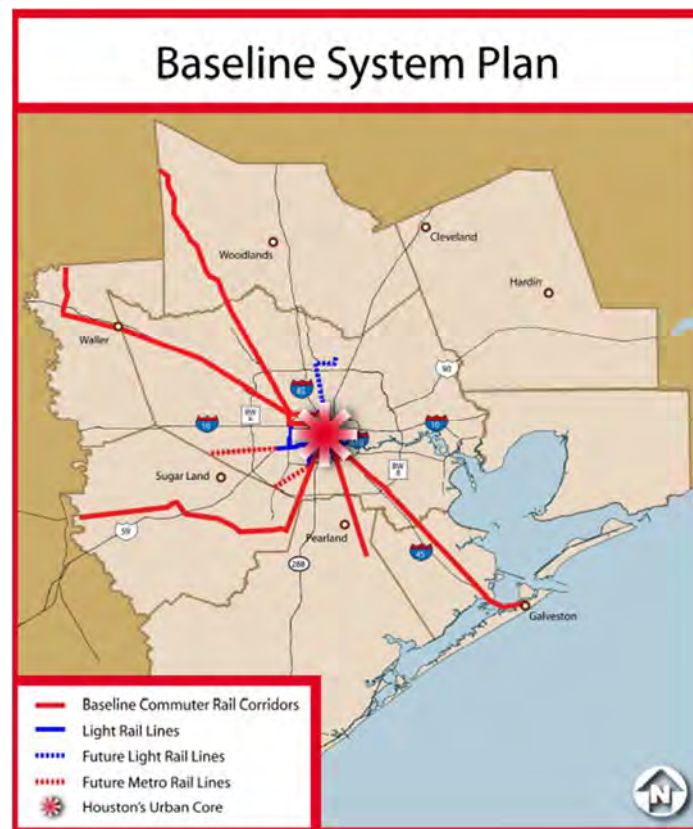 Baseline System Plan
Woodlands
Cleveland
Hardin
Waller
90
45
BW
8
10
10
BW
8
Sugar Land
59
Pearland
288
45
Galveston
Baseline Commuter Rail Corridors
Light Rail Lines
Future Light Rail Lines
Future Metro Rail Lines
Houston's Urban Core
N